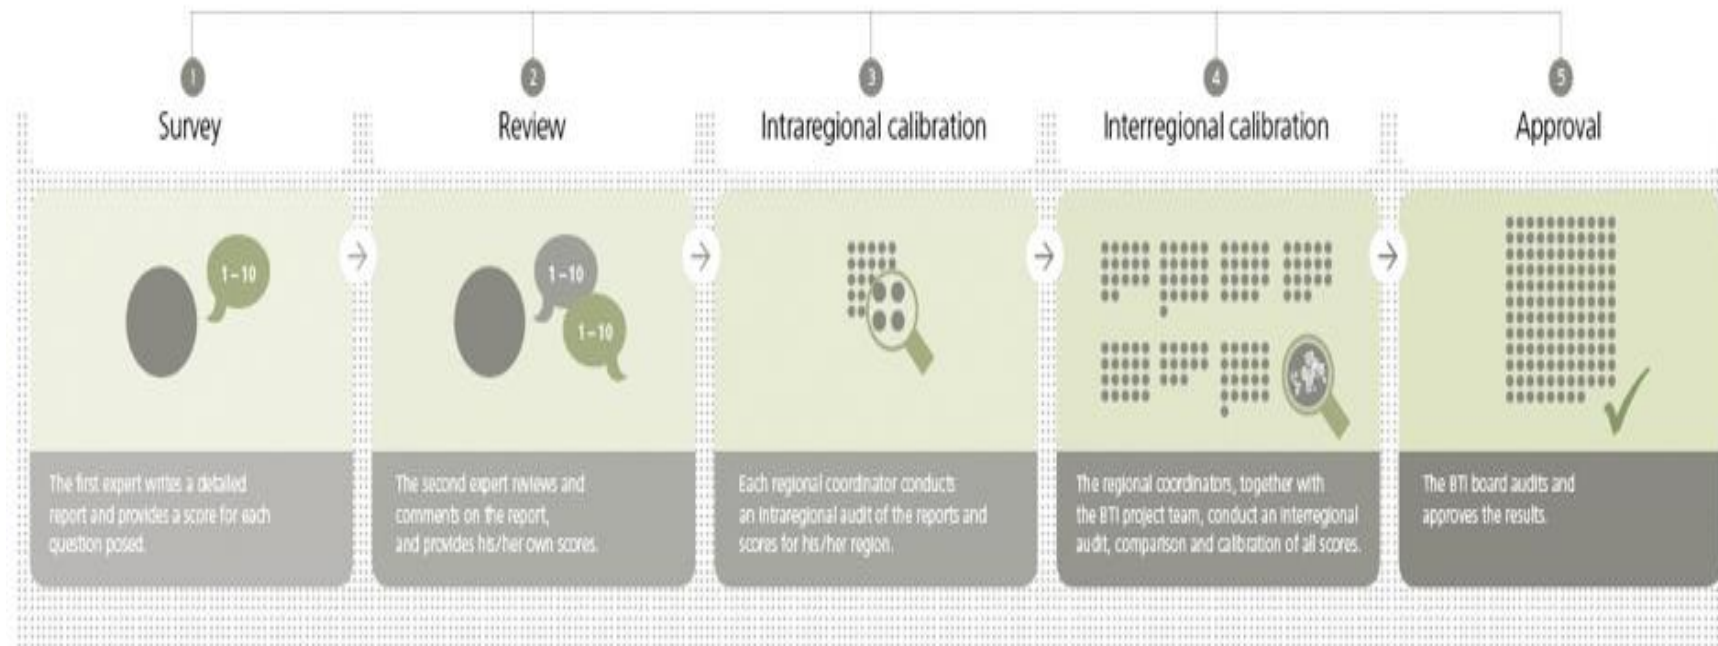 1
Survey
1–10
The first expert writes a detailed
report and provides a score for each
question posed.
2
Review
1–10
1–10
The second expert reviews and
comments on the report,
and provides his/her own scores.
3
Intraregional calibration
Each regional coordinator conducts
an intraregional audit of the reports and
scores for his/her region.
4
Interregional calibration
The regional coordinators, together with
the BTI project team, conduct an interregional
audit, comparison and calibration of all scores.
5
Approval
The BTI board audits and
approves the results.